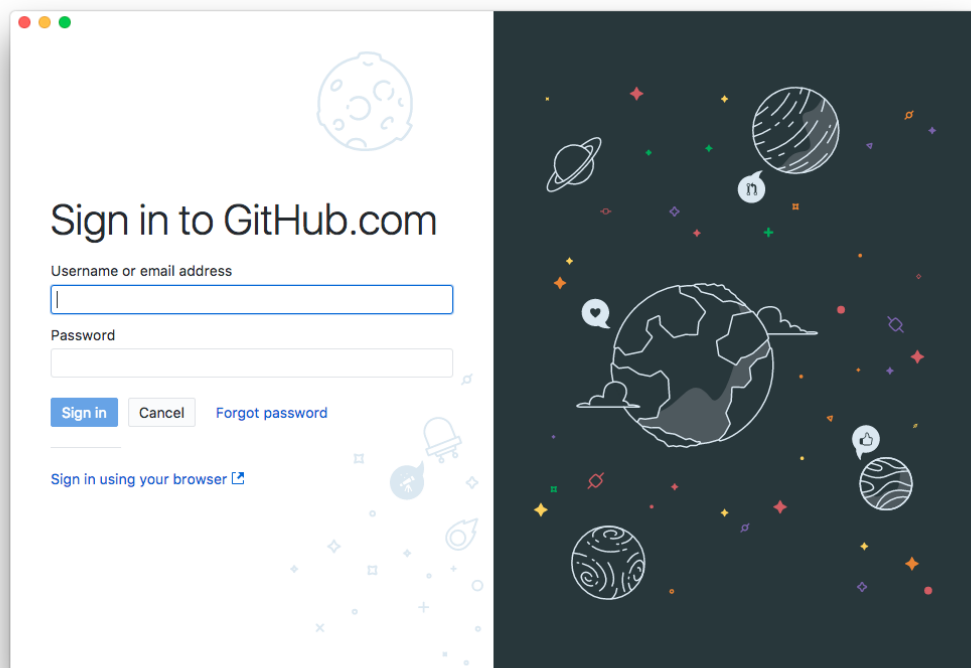 Sign in to GitHub.com
Username or email address
Password
Sign in Cancel Forgot password
Sign in using your browser